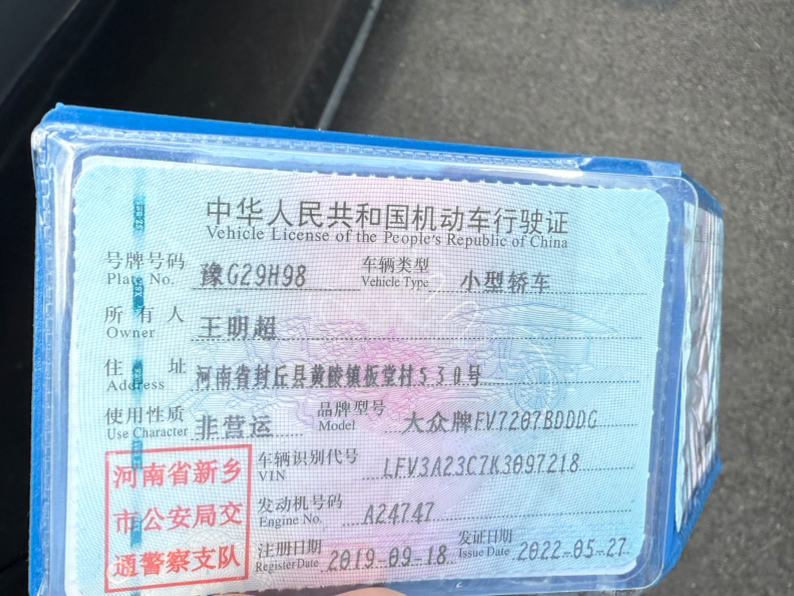 中华人民共和国机动车行驶证
Vehicle License of the People's Republic of China
号牌号码 豫G29H98 车辆类型 小型轿车
Plate No. Vehicle Type
所有人 王明超
Owner
住址 河南省封丘县黄陵镇板堂村530号
Address
使用性质 非营运 品牌型号 大众牌FV7207BDDDG
Use Character Model
河南省新乡
市公安局交
通警察支队
车辆识别代号 LFV3A23C7K3097218
VIN
发动机号码 A24747
Engine No.
注册日期 2019-09-18 发证日期 2022-05-27
Register Date Issue Date